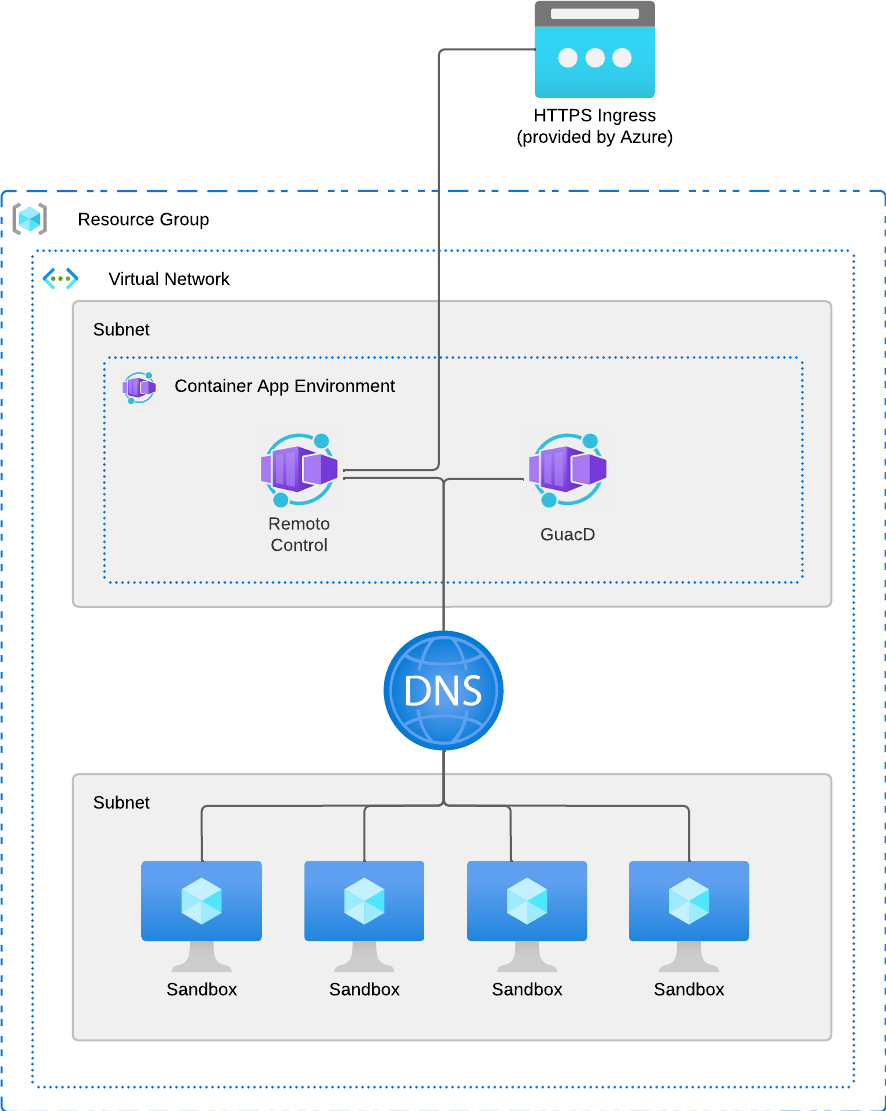 HTTPS Ingress
(provided by Azure)
Resource Group
Virtual Network
Subnet
Container App Environment
Remoto
Control
GuacD
DNS
Subnet
Sandbox
Sandbox
Sandbox
Sandbox